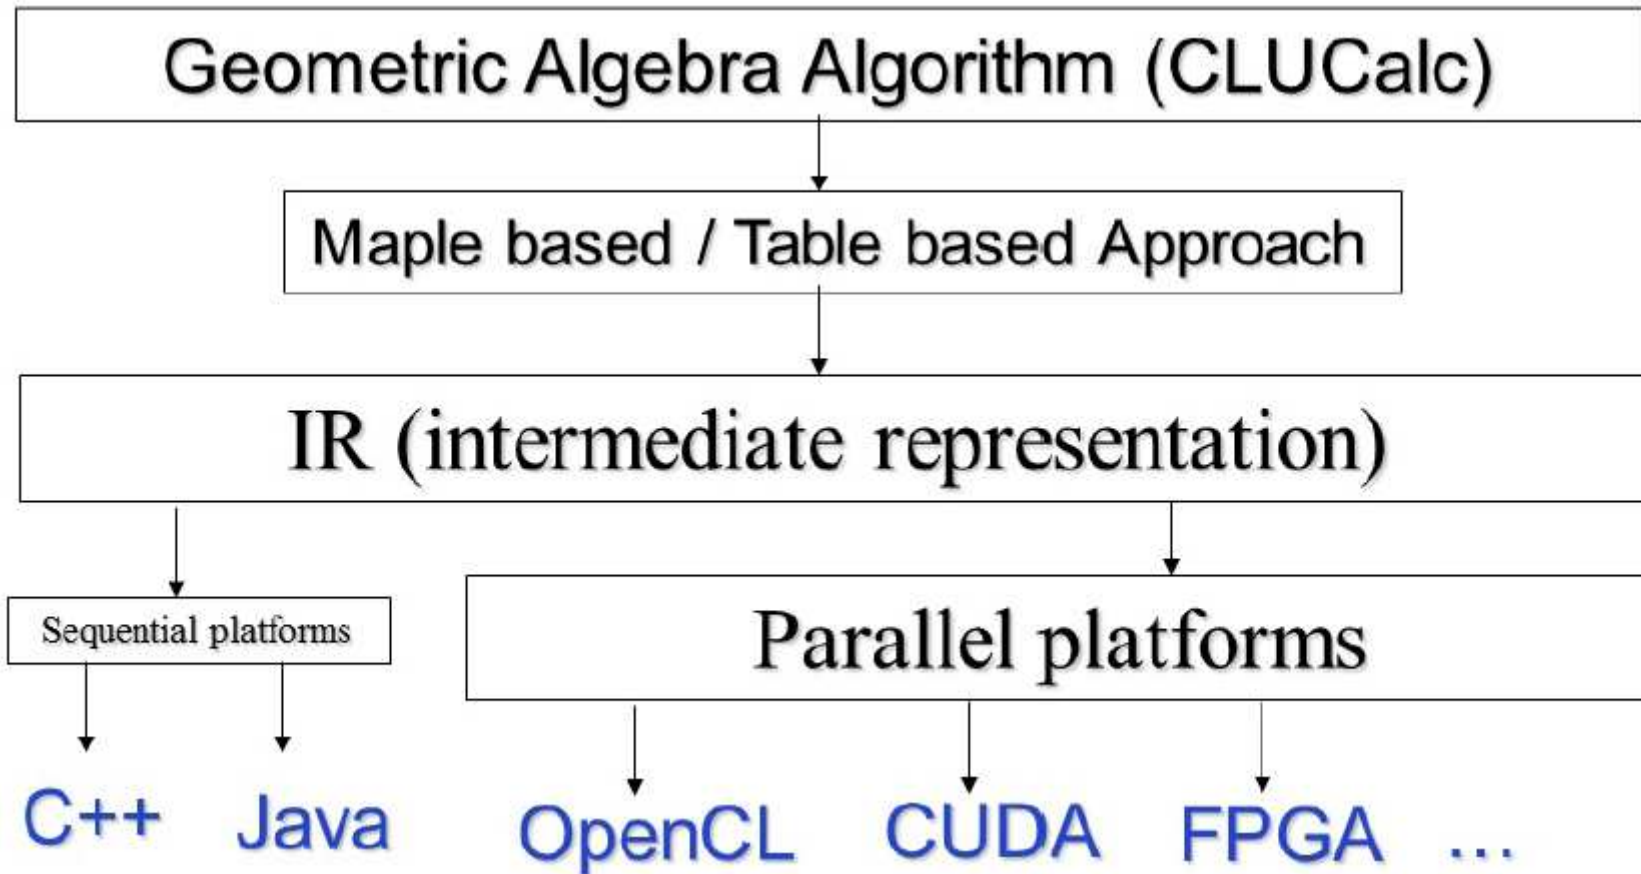 Geometric Algebra Algorithm (CLUCalc)
Maple based / Table based Approach
IR (intermediate representation)
Sequential platforms
Parallel platforms
C++ Java OpenCL CUDA FPGA ...